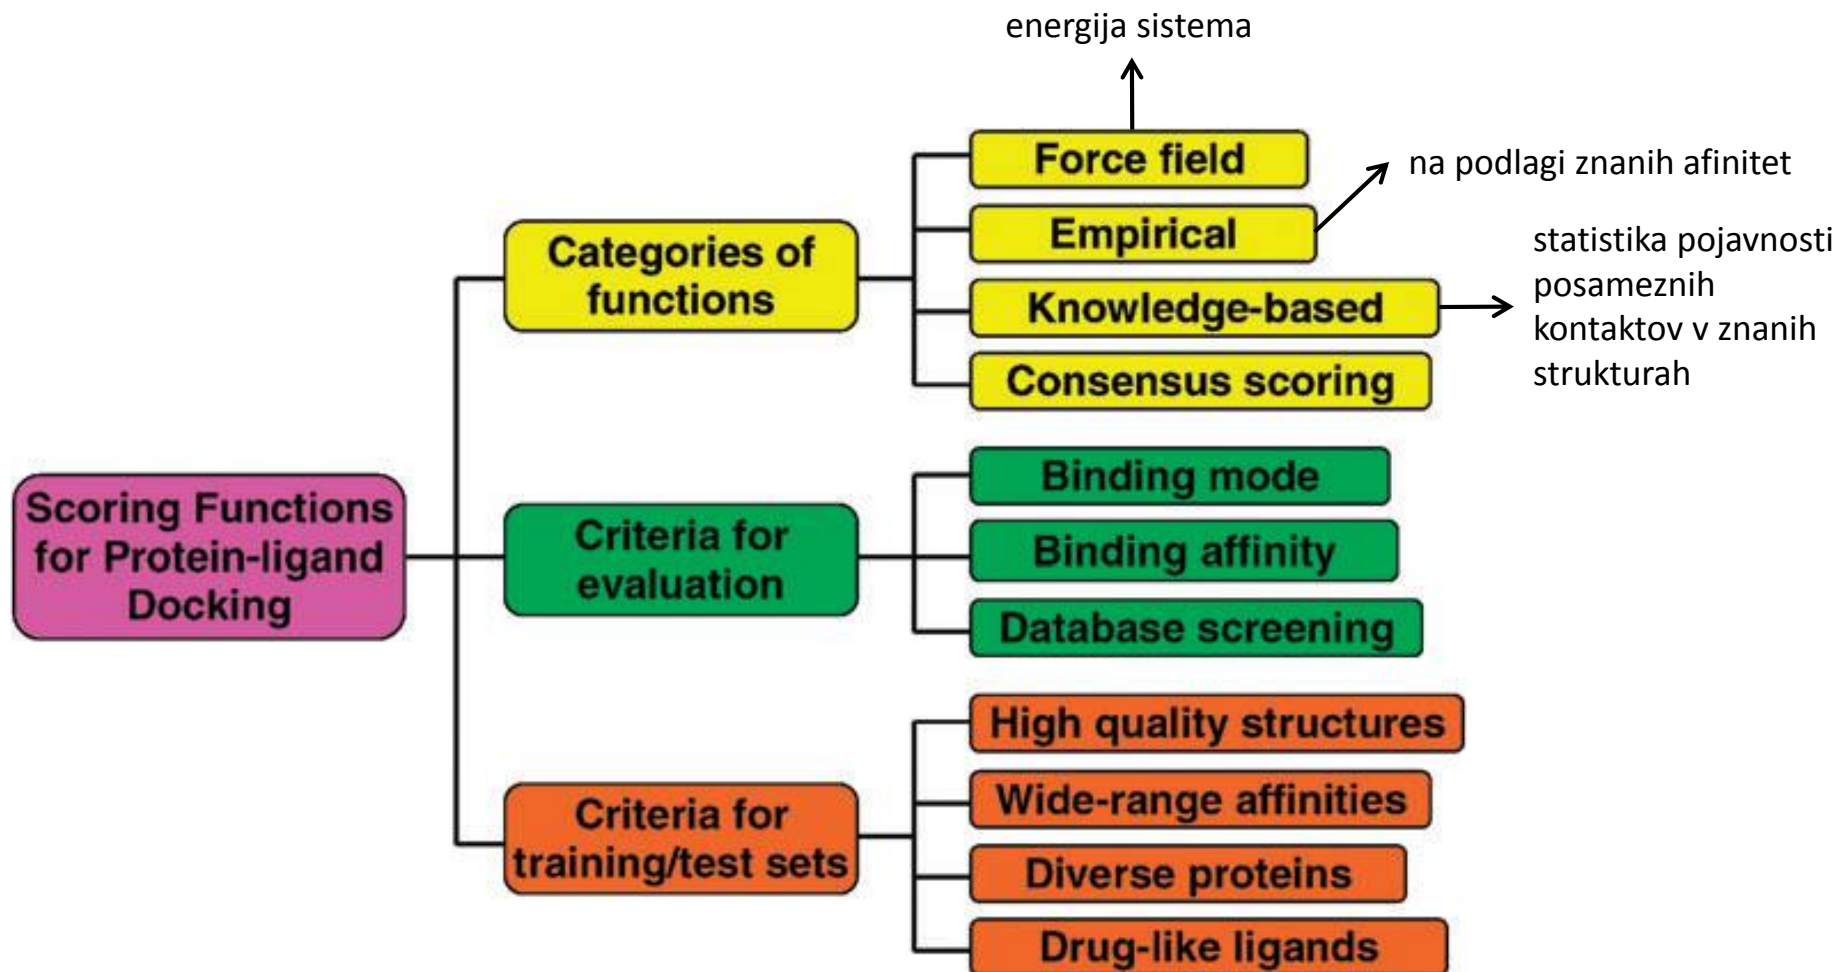 energija sistema
Force field
na podlagi znanih afinitet
Empirical
Categories of
functions
statistika pojavnosti
posameznih
kontaktov v znanih
strukturah
Knowledge-based
Consensus scoring
Scoring Functions
for Protein-ligand
Docking
Binding mode
Criteria for
evaluation
Binding affinity
Database screening
High quality structures
Wide-range affinities
Criteria for
training/test sets
Diverse proteins
Drug-like ligands